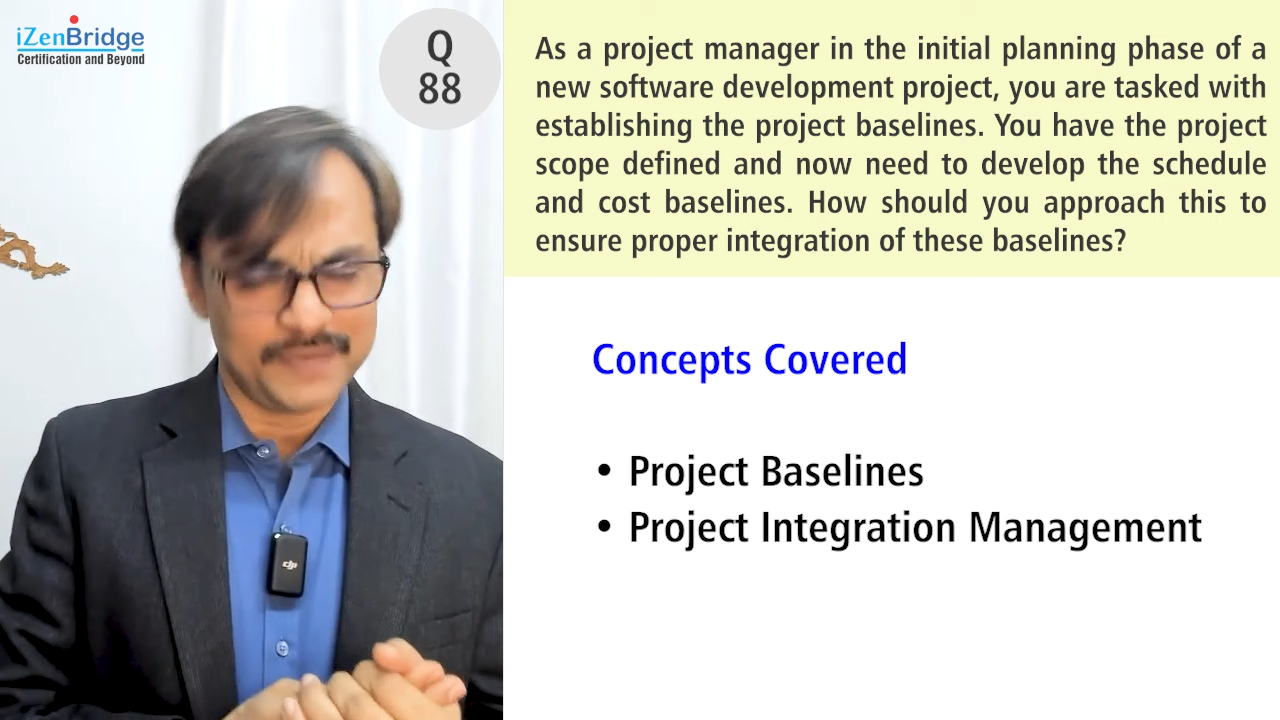 iZenBridge
Certification and Beyond
Q
88
As a project manager in the initial planning phase of a
new software development project, you are tasked with
establishing the project baselines. You have the project
scope defined and now need to develop the schedule
and cost baselines. How should you approach this to
ensure proper integration of these baselines?
Concepts Covered
• Project Baselines
• Project Integration Management
dji